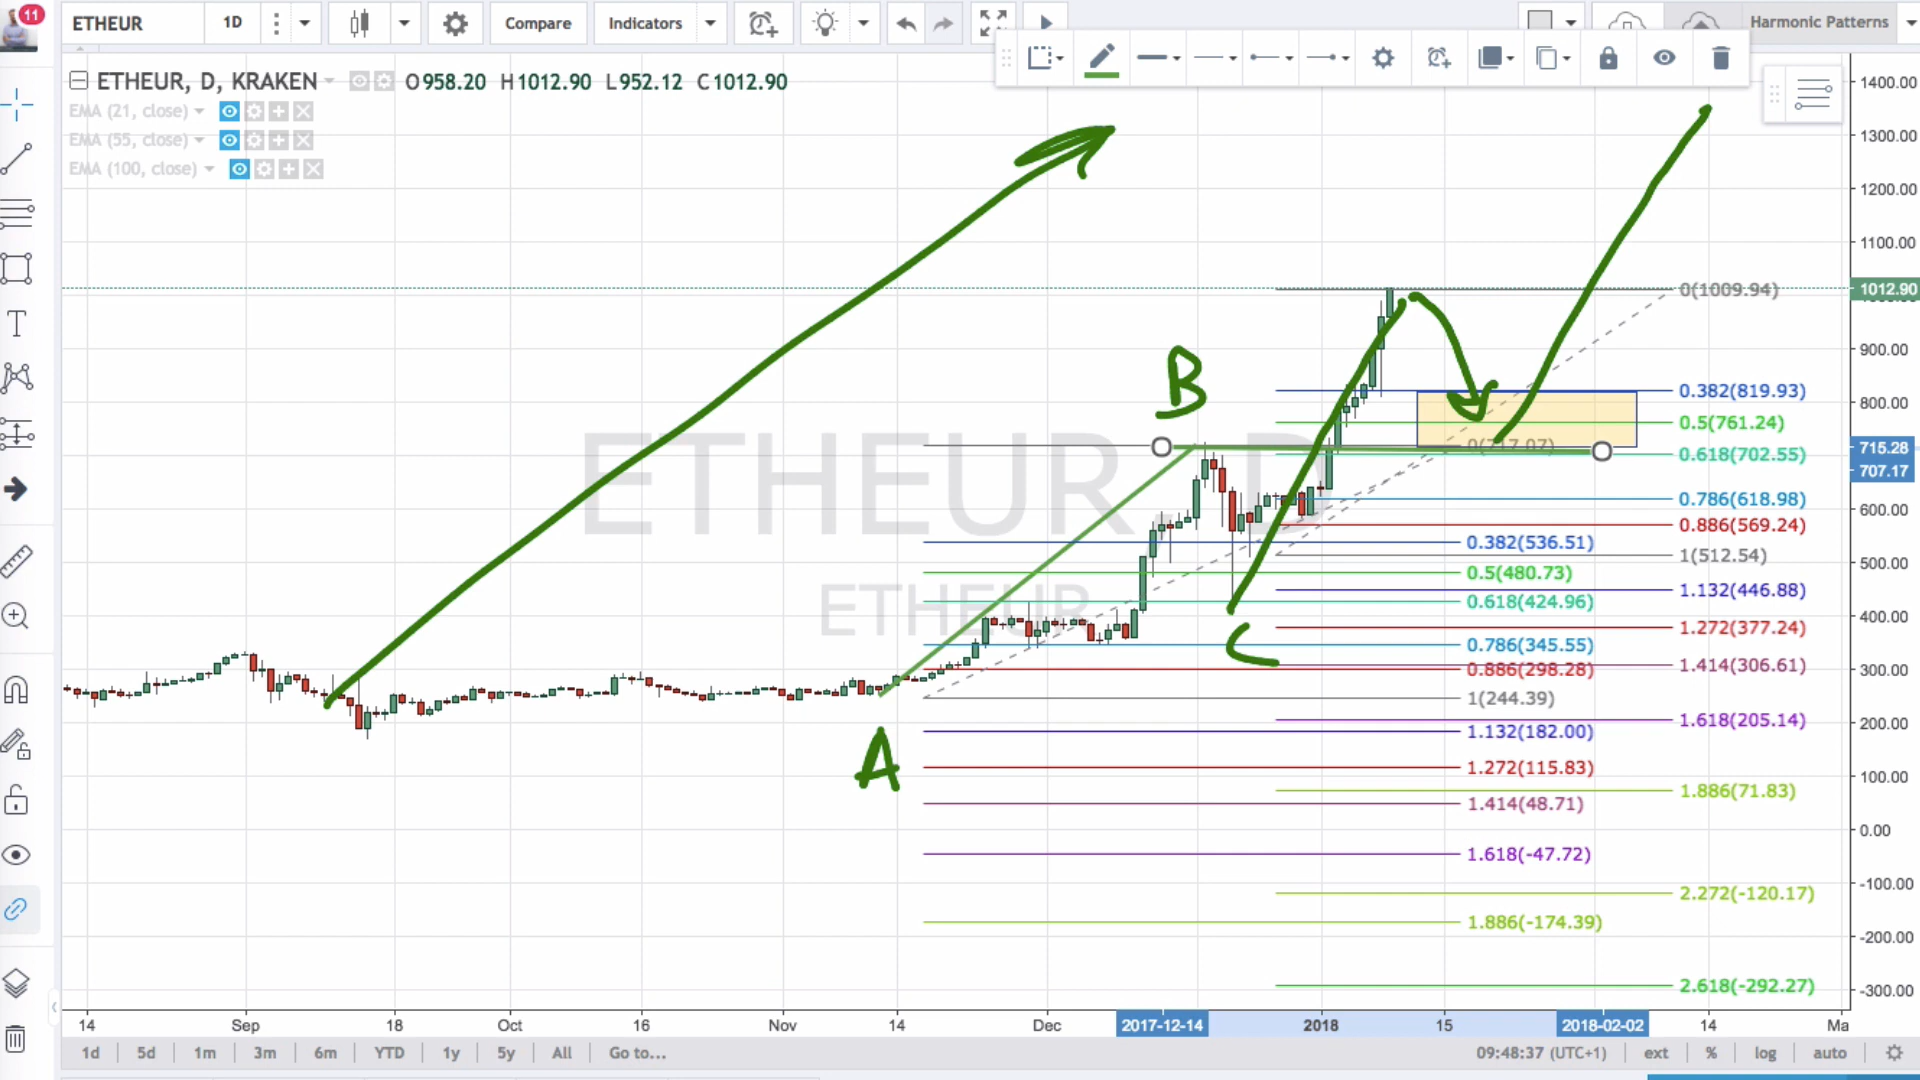 11
ETHEUR
1D
Compare
Indicators
Harmonic Patterns
ETHEUR, D, KRAKEN
O958.20 H1012.90 L952.12 C1012.90
EMA (21, close)
EMA (55, close)
EMA (100, close)
ETHEUR, D
ETHEUR
A
B
C
T
0(1009.94)
0.382(819.93)
0.5(761.24)
0(717.07)
0.618(702.55)
0.786(618.98)
0.886(569.24)
1(512.54)
1.132(446.88)
1.272(377.24)
1.414(306.61)
1.618(205.14)
1.886(71.83)
2.272(-120.17)
2.618(-292.27)
0.382(536.51)
0.5(480.73)
0.618(424.96)
0.786(345.55)
0.886(298.28)
1(244.39)
1.132(182.00)
1.272(115.83)
1.414(48.71)
1.618(-47.72)
1.886(-174.39)
1400.00
1300.00
1200.00
1100.00
1012.90
900.00
800.00
715.28
707.17
600.00
500.00
400.00
300.00
200.00
100.00
0.00
-100.00
-200.00
-300.00
14 Sep 18 Oct 16 Nov 14 Dec 2017-12-14 2018 15 2018-02-02 14 Ma
1d 5d 1m 3m 6m YTD 1y 5y All Go to... 09:48:37 (UTC+1) ext % log auto